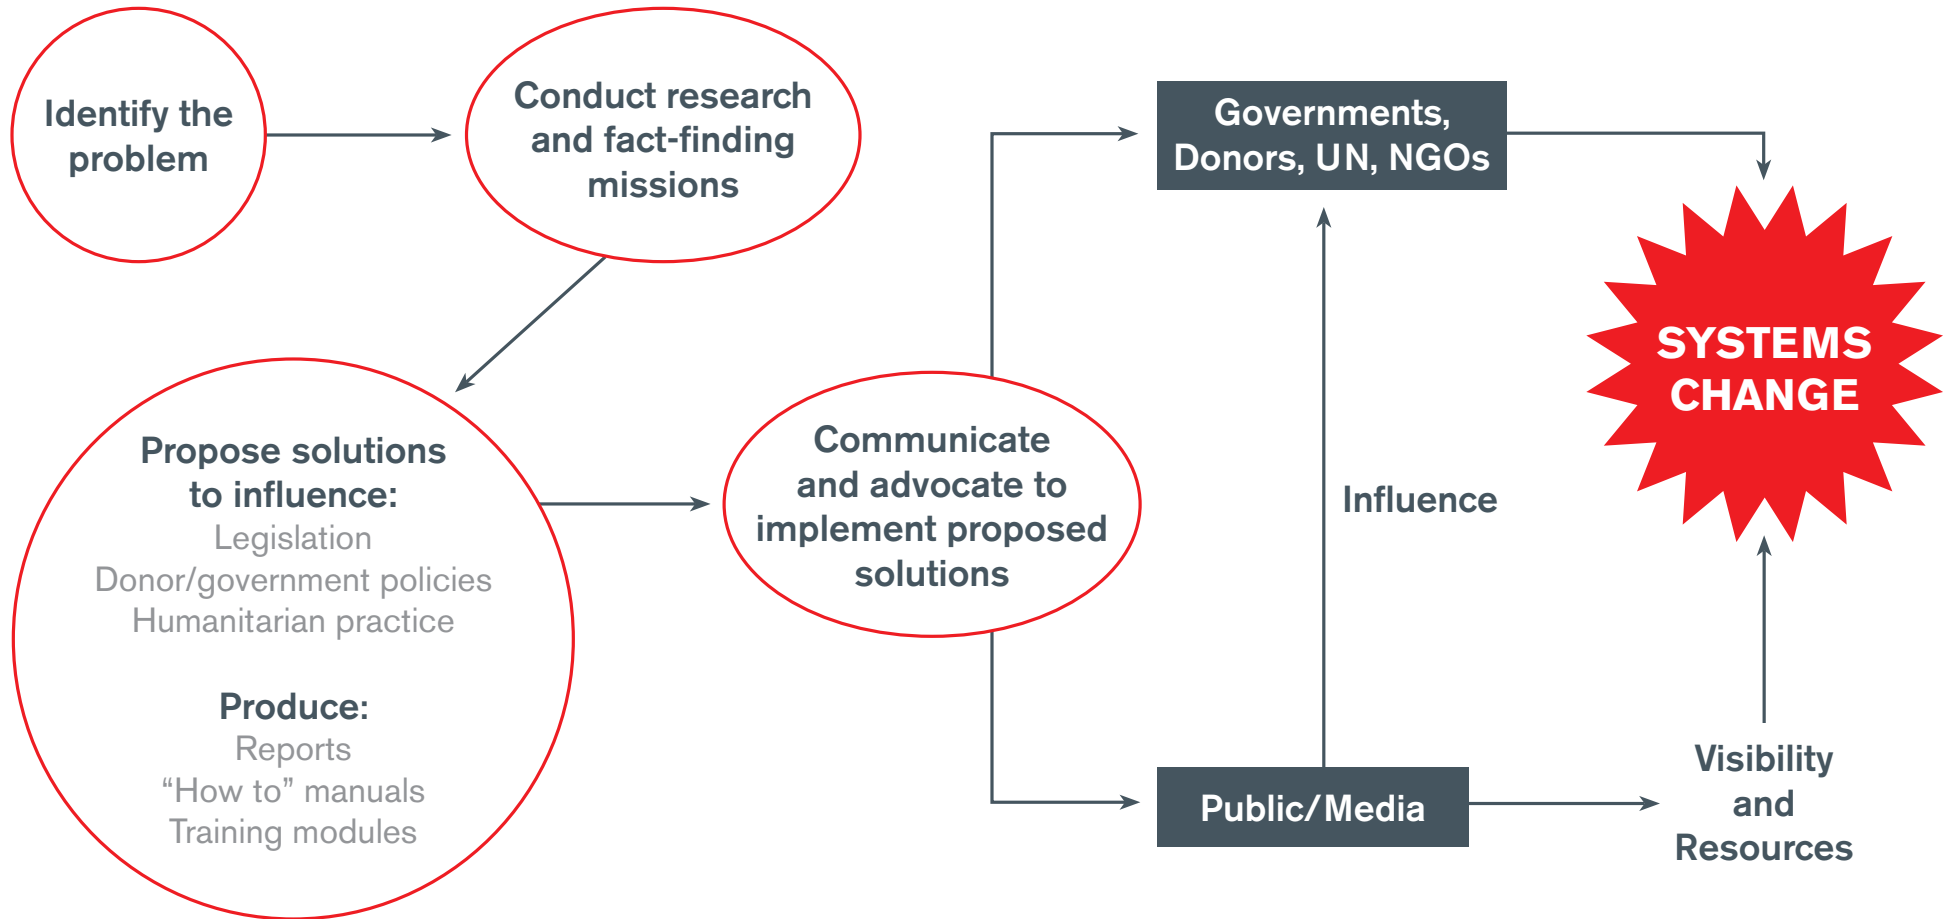 Identify the
problem
Conduct research
and fact-finding
missions
Propose solutions
to influence:
Legislation
Donor/government policies
Humanitarian practice
Produce:
Reports
“How to” manuals
Training modules
Communicate
and advocate to
implement proposed
solutions
Governments,
Donors, UN, NGOs
Influence
Public/Media
Visibility
and
Resources
SYSTEMS
CHANGE